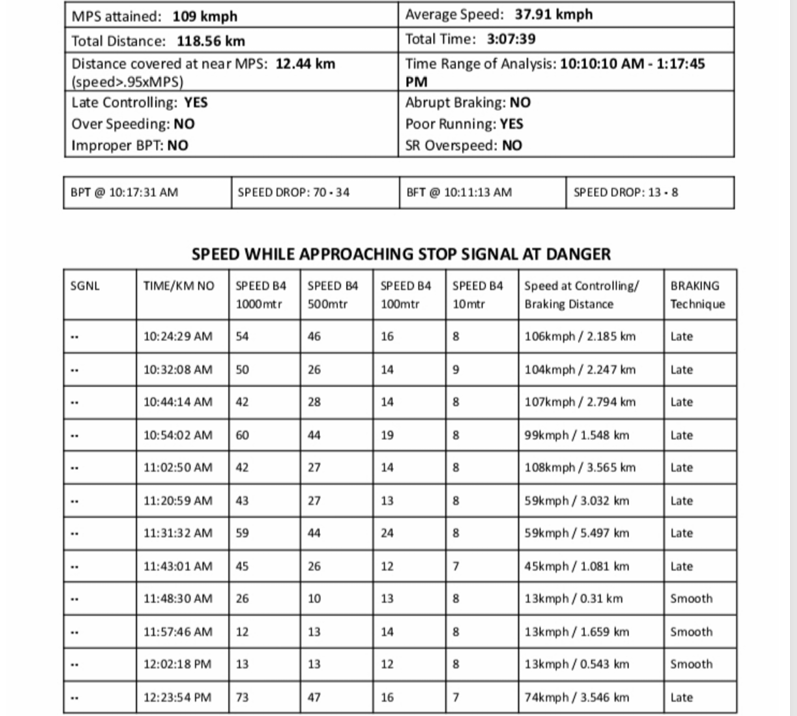 MPS attained: 109 kmph
Average Speed: 37.91 kmph
Total Distance: 118.56 km
Total Time: 3:07:39
Distance covered at near MPS: 12.44 km
(speed>.95xMPS)
Time Range of Analysis: 10:10:10 AM - 1:17:45
PM
Late Controlling: YES
Over Speeding: NO
Improper BPT: NO
Abrupt Braking: NO
Poor Running: YES
SR Overspeed: NO
BPT @ 10:17:31 AM SPEED DROP: 70 - 34 BFT @ 10:11:13 AM SPEED DROP: 13 - 8
SPEED WHILE APPROACHING STOP SIGNAL AT DANGER
SGNL TIME/KM NO SPEED B4 SPEED B4 SPEED B4 SPEED B4 Speed at Controlling/ BRAKING
1000mtr 500mtr 100mtr 10mtr Braking Distance Technique
-- 10:24:29 AM 54 46 16 8 106kmph / 2.185 km Late
-- 10:32:08 AM 50 26 14 9 104kmph / 2.247 km Late
-- 10:44:14 AM 42 28 14 8 107kmph / 2.794 km Late
-- 10:54:02 AM 60 44 19 8 99kmph / 1.548 km Late
-- 11:02:50 AM 42 27 14 8 108kmph / 3.565 km Late
-- 11:20:59 AM 43 27 13 8 59kmph / 3.032 km Late
-- 11:31:32 AM 59 44 24 8 59kmph / 5.497 km Late
-- 11:43:01 AM 45 26 12 7 45kmph / 1.081 km Late
-- 11:48:30 AM 26 10 13 8 13kmph / 0.31 km Smooth
-- 11:57:46 AM 12 13 14 8 13kmph / 1.659 km Smooth
-- 12:02:18 PM 13 13 12 8 13kmph / 0.543 km Smooth
-- 12:23:54 PM 73 47 16 7 74kmph / 3.546 km Late